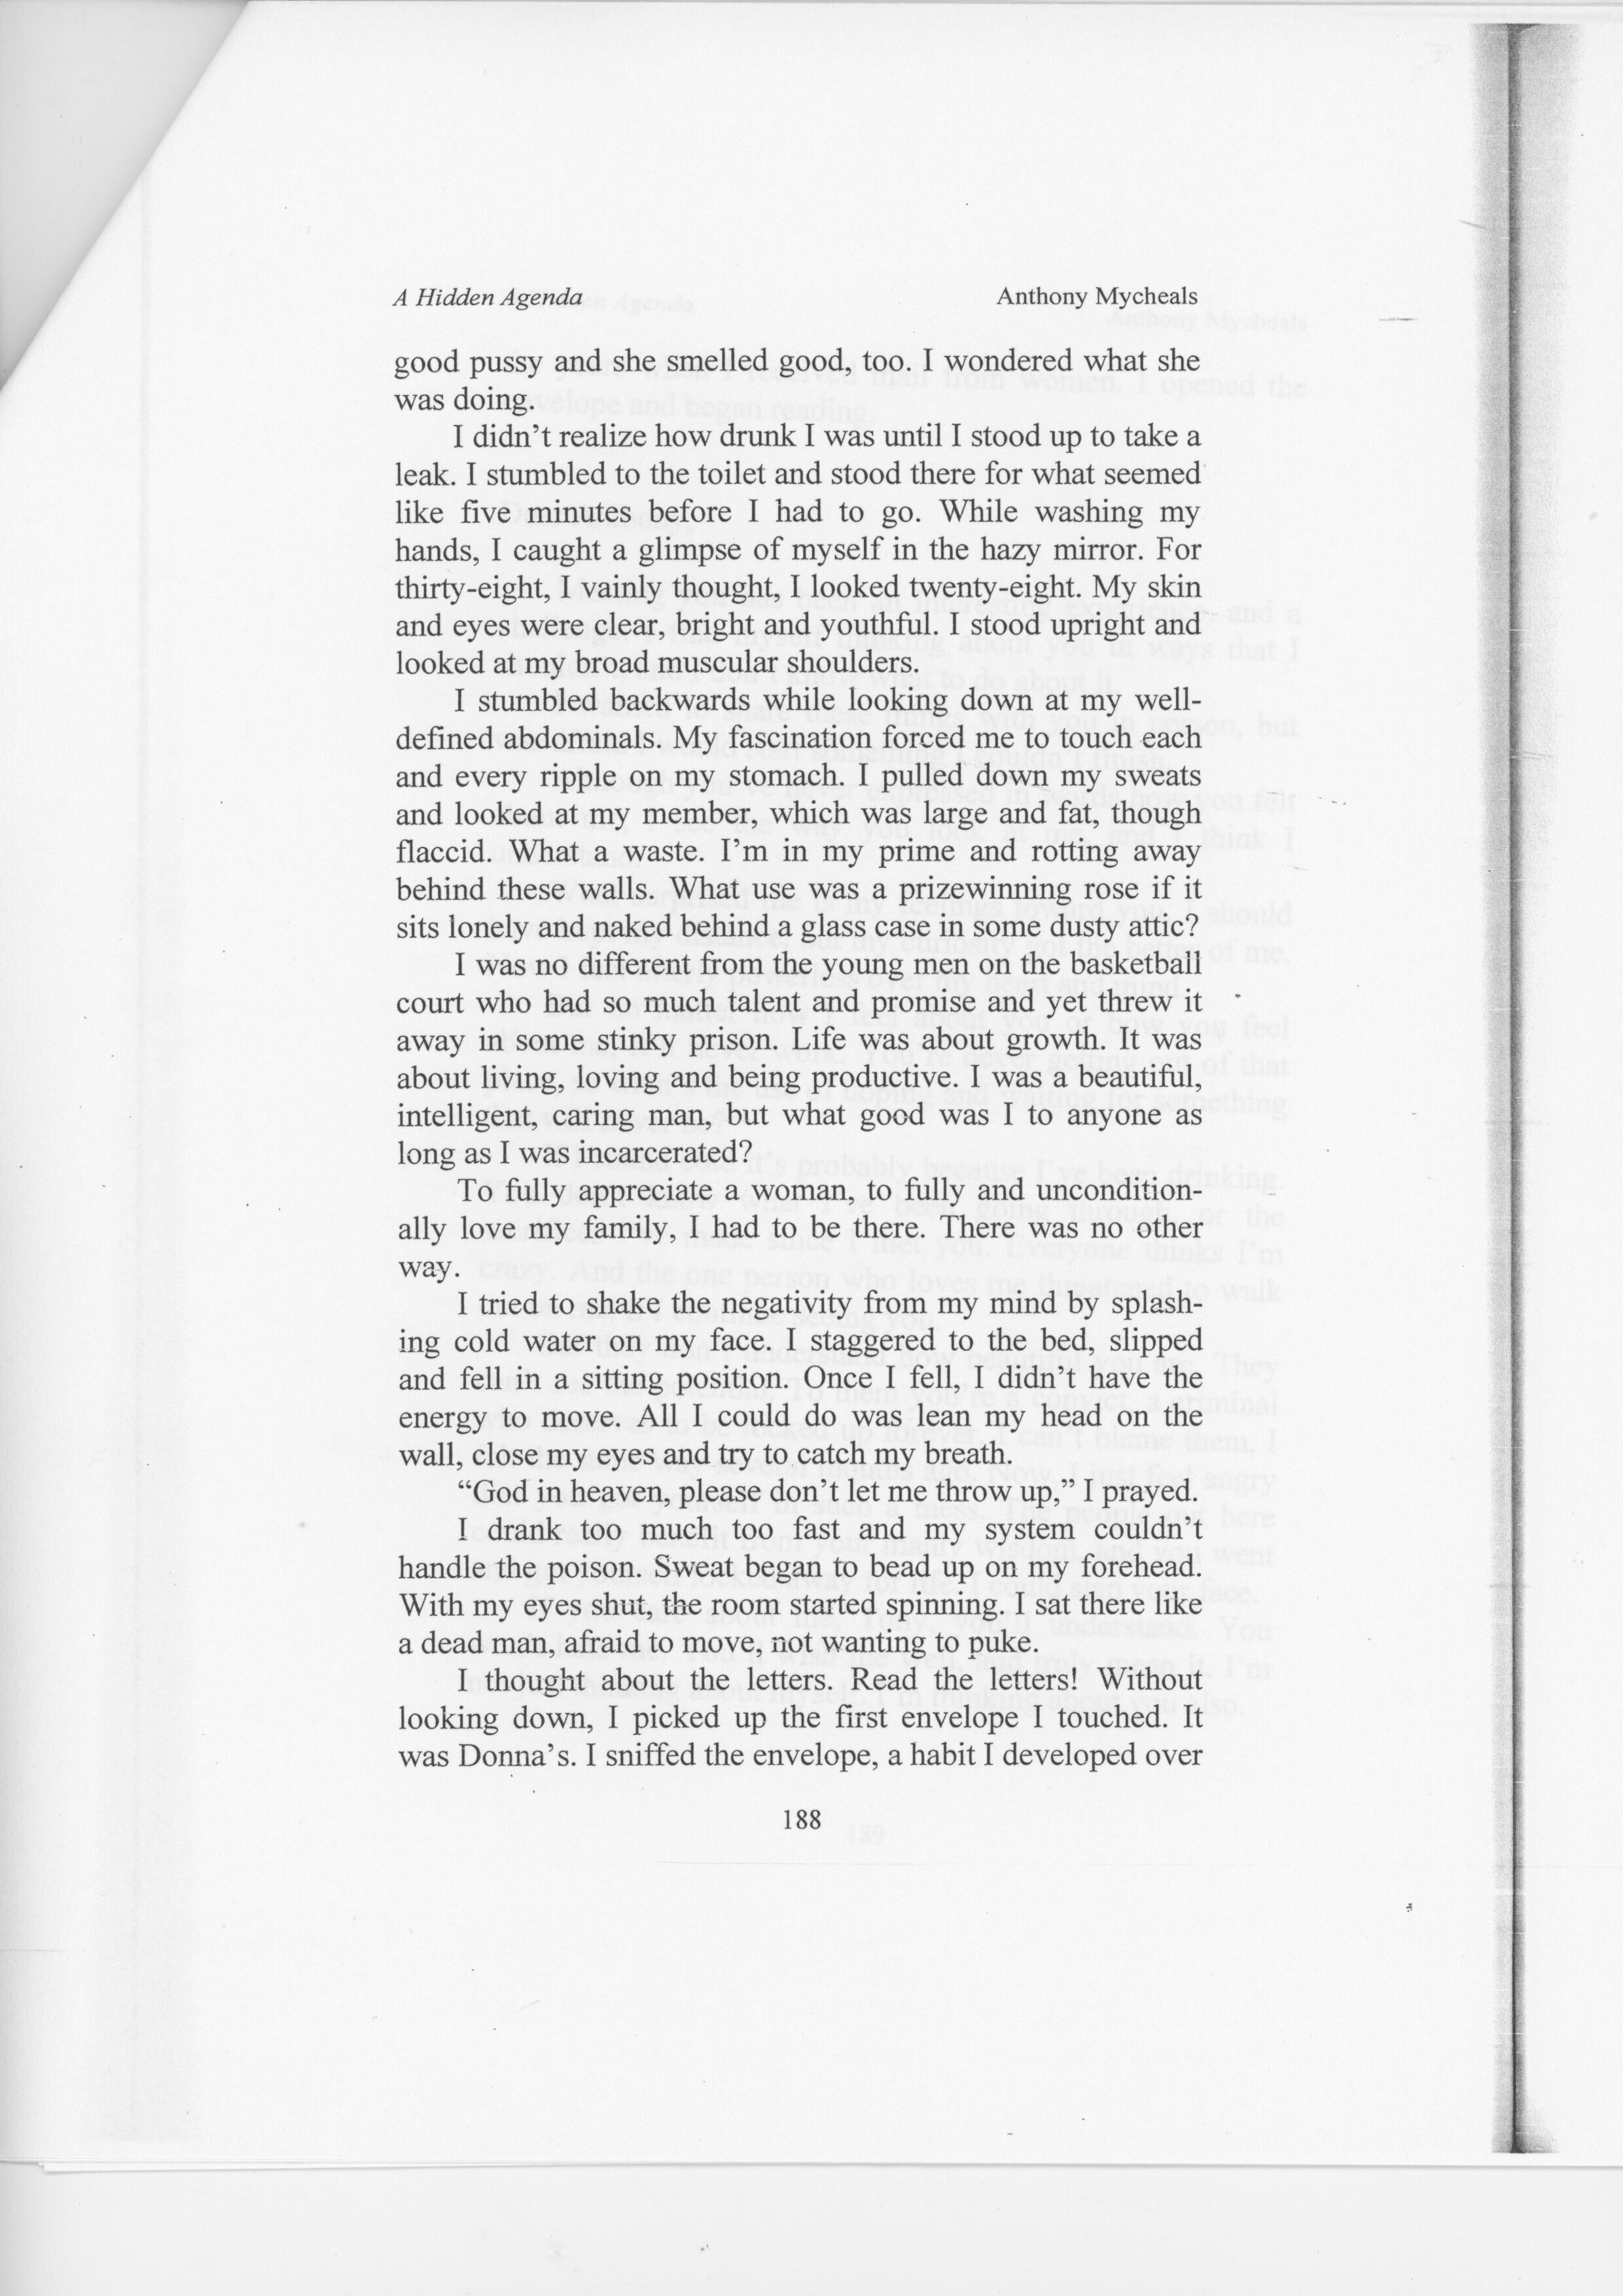 A Hidden Agenda Anthony Mycheals
good pussy and she smelled good, too. I wondered what she
was doing.
I didn't realize how drunk I was until I stood up to take a
leak. I stumbled to the toilet and stood there for what seemed
like five minutes before I had to go. While washing my
hands, I caught a glimpse of myself in the hazy mirror. For
thirty-eight, I vainly thought, I looked twenty-eight. My skin
and eyes were clear, bright and youthful. I stood upright and
looked at my broad muscular shoulders.
I stumbled backwards while looking down at my well-
defined abdominals. My fascination forced me to touch each
and every ripple on my stomach. I pulled down my sweats
and looked at my member, which was large and fat, though
flaccid. What a waste. I'm in my prime and rotting away
behind these walls. What use was a prizewinning rose if it
sits lonely and naked behind a glass case in some dusty attic?
I was no different from the young men on the basketball
court who had so much talent and promise and yet threw it
away in some stinky prison. Life was about growth. It was
about living, loving and being productive. I was a beautiful,
intelligent, caring man, but what good was I to anyone as
long as I was incarcerated?
To fully appreciate a woman, to fully and uncondition-
ally love my family, I had to be there. There was no other
way.
I tried to shake the negativity from my mind by splash-
ing cold water on my face. I staggered to the bed, slipped
and fell in a sitting position. Once I fell, I didn't have the
energy to move. All I could do was lean my head on the
wall, close my eyes and try to catch my breath.
“God in heaven, please don't let me throw up,” I prayed.
I drank too much too fast and my system couldn't
handle the poison. Sweat began to bead up on my forehead.
With my eyes shut, the room started spinning. I sat there like
a dead man, afraid to move, not wanting to puke.
I thought about the letters. Read the letters! Without
looking down, I picked up the first envelope I touched. It
was Donna's. I sniffed the envelope, a habit I developed over
188